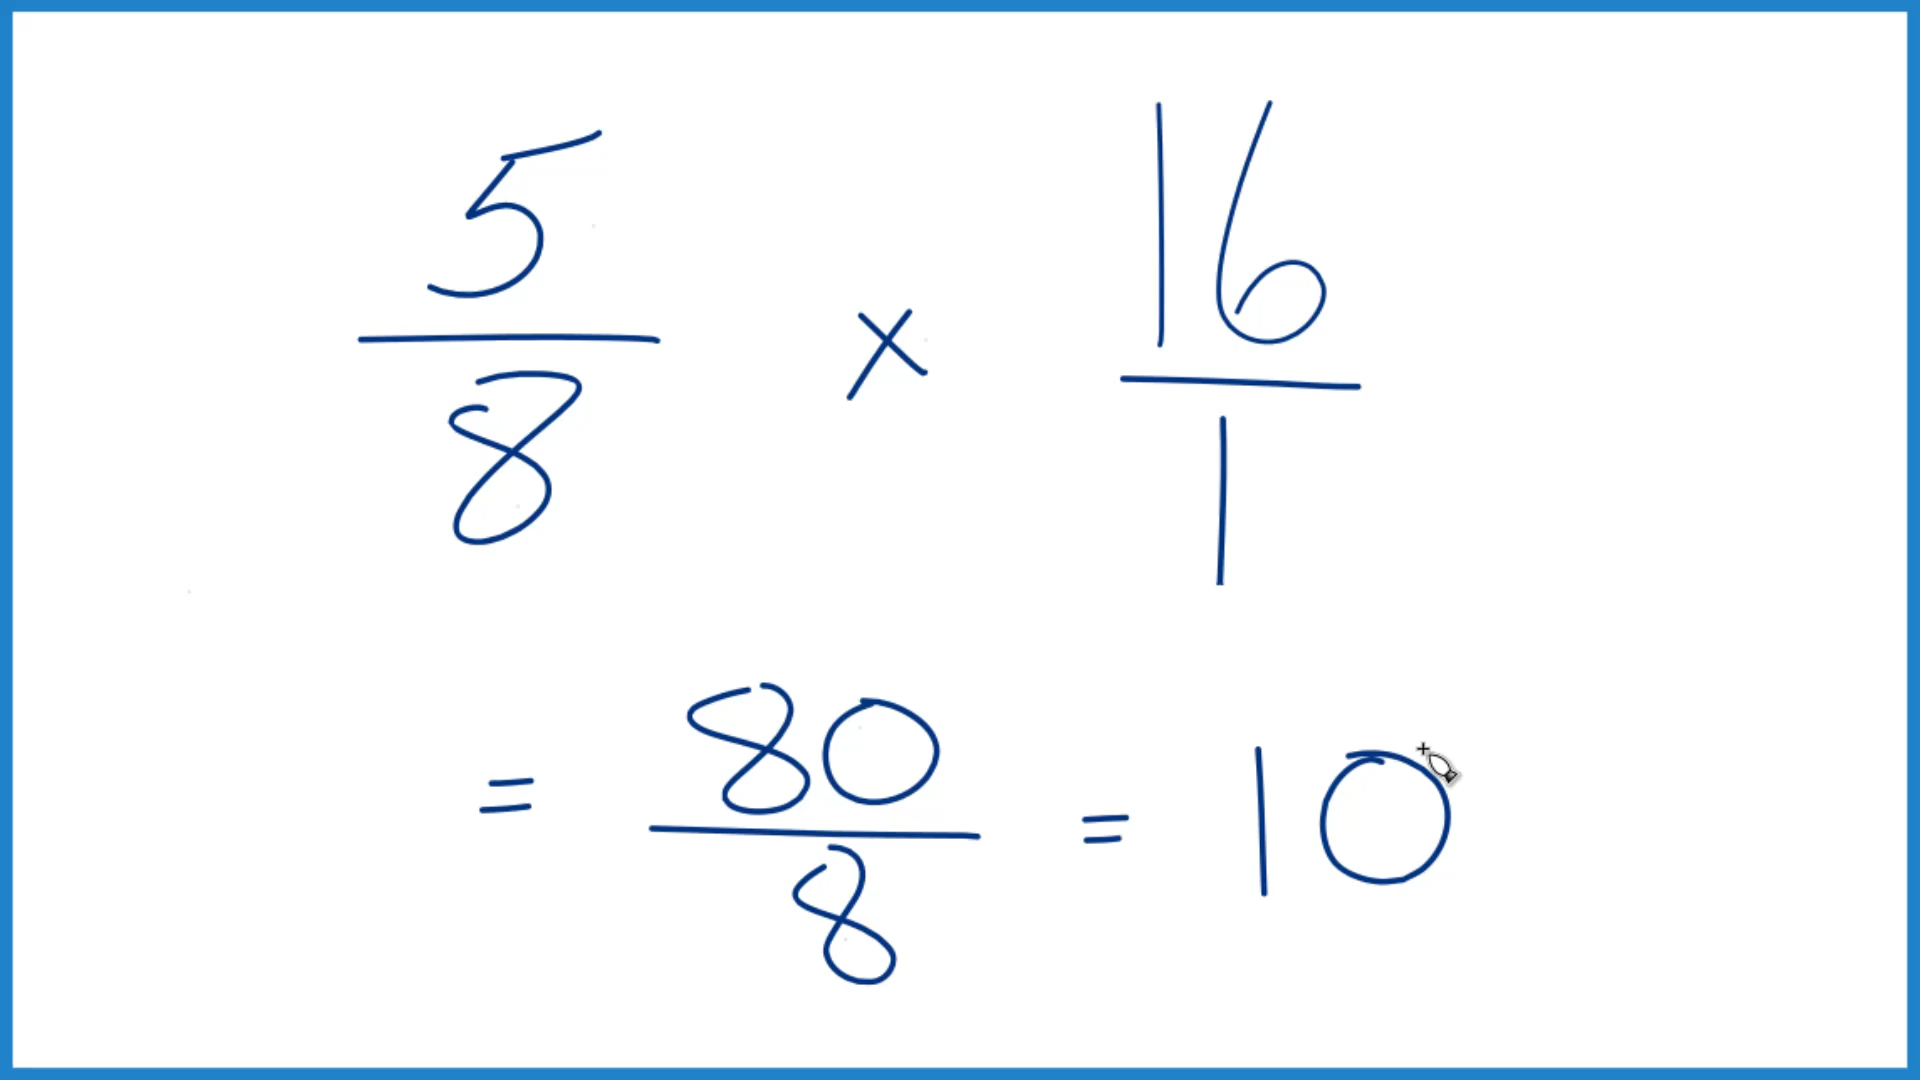 5/8 × 16/1
= 80/8 = 10